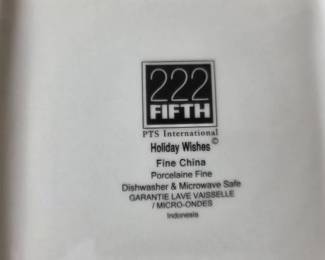 222
FIFTH
PTS International
Holiday Wishes ©
Fine China
Porcelaine Fine
Dishwasher & Microwave Safe
GARANTIE LAVE VAISSELLE
/ MICRO-ONDES
Indonesia